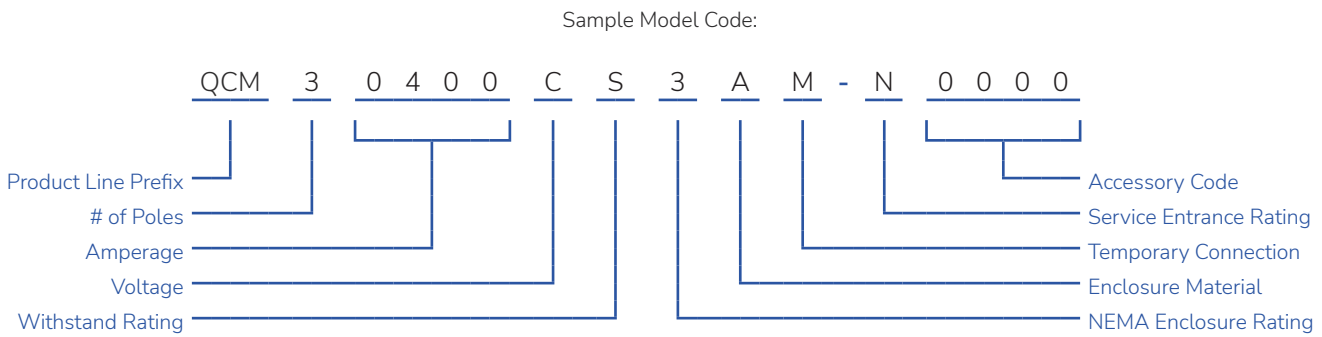 Sample Model Code:
QCM 3 0 4 0 0 C S 3 A M - N 0 0 0 0
Product Line Prefix
# of Poles
Amperage
Voltage
Withstand Rating
Accessory Code
Service Entrance Rating
Temporary Connection
Enclosure Material
NEMA Enclosure Rating